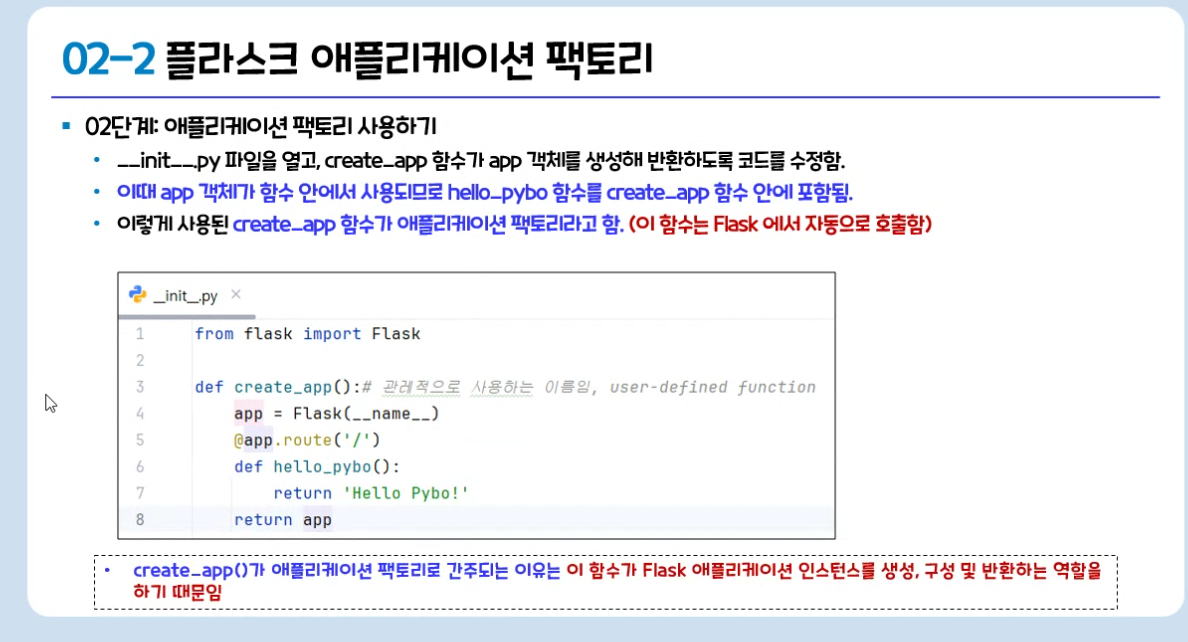 02-2 플라스크 애플리케이션 팩토리
▪ 02단계: 애플리케이션 팩토리 사용하기
• __init__.py 파일을 열고, create_app 함수가 app 객체를 생성해 반환하도록 코드를 수정함.
• 이때 app 객체가 함수 안에서 사용되므로 hello_pybo 함수를 create_app 함수 안에 포함됨.
• 이렇게 사용된 create_app 함수가 애플리케이션 팩토리라고 함. (이 함수는 Flask 에서 자동으로 호출함)
__init__.py ×
1 from flask import Flask
2
3 def create_app():# 관례적으로 사용하는 이름임, user-defined function
4     app = Flask(__name__)
5     @app.route('/')
6     def hello_pybo():
7         return 'Hello Pybo!'
8     return app
• create_app()가 애플리케이션 팩토리로 간주되는 이유는 이 함수가 Flask 애플리케이션 인스턴스를 생성, 구성 및 반환하는 역할을
하기 때문임